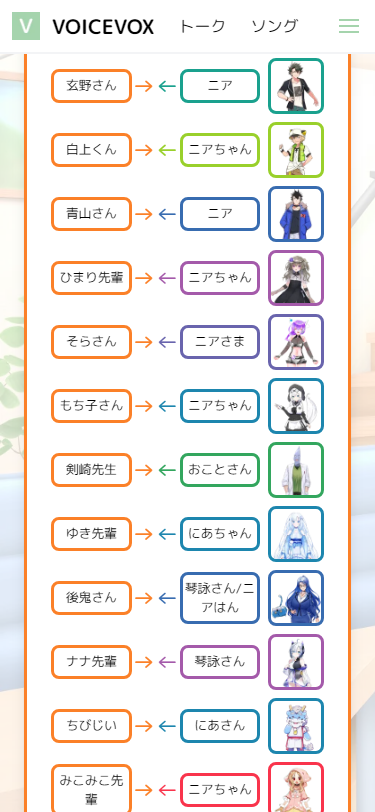 V VOICEVOX トーク ソング
玄野さん → ← ニア
白上くん → ← ニアちゃん
青山さん → ← ニア
ひまり先輩 → ← ニアちゃん
そらさん → ← ニアさま
もち子さん → ← ニアちゃん
剣崎先生 → ← おことさん
ゆき先輩 → ← にあちゃん
後鬼さん → ← 琴詠さん/ニ
アはん
ナナ先輩 → ← 琴詠さん
ちびじい → ← にあさん
みこみこ先
輩 → ← ニアちゃん